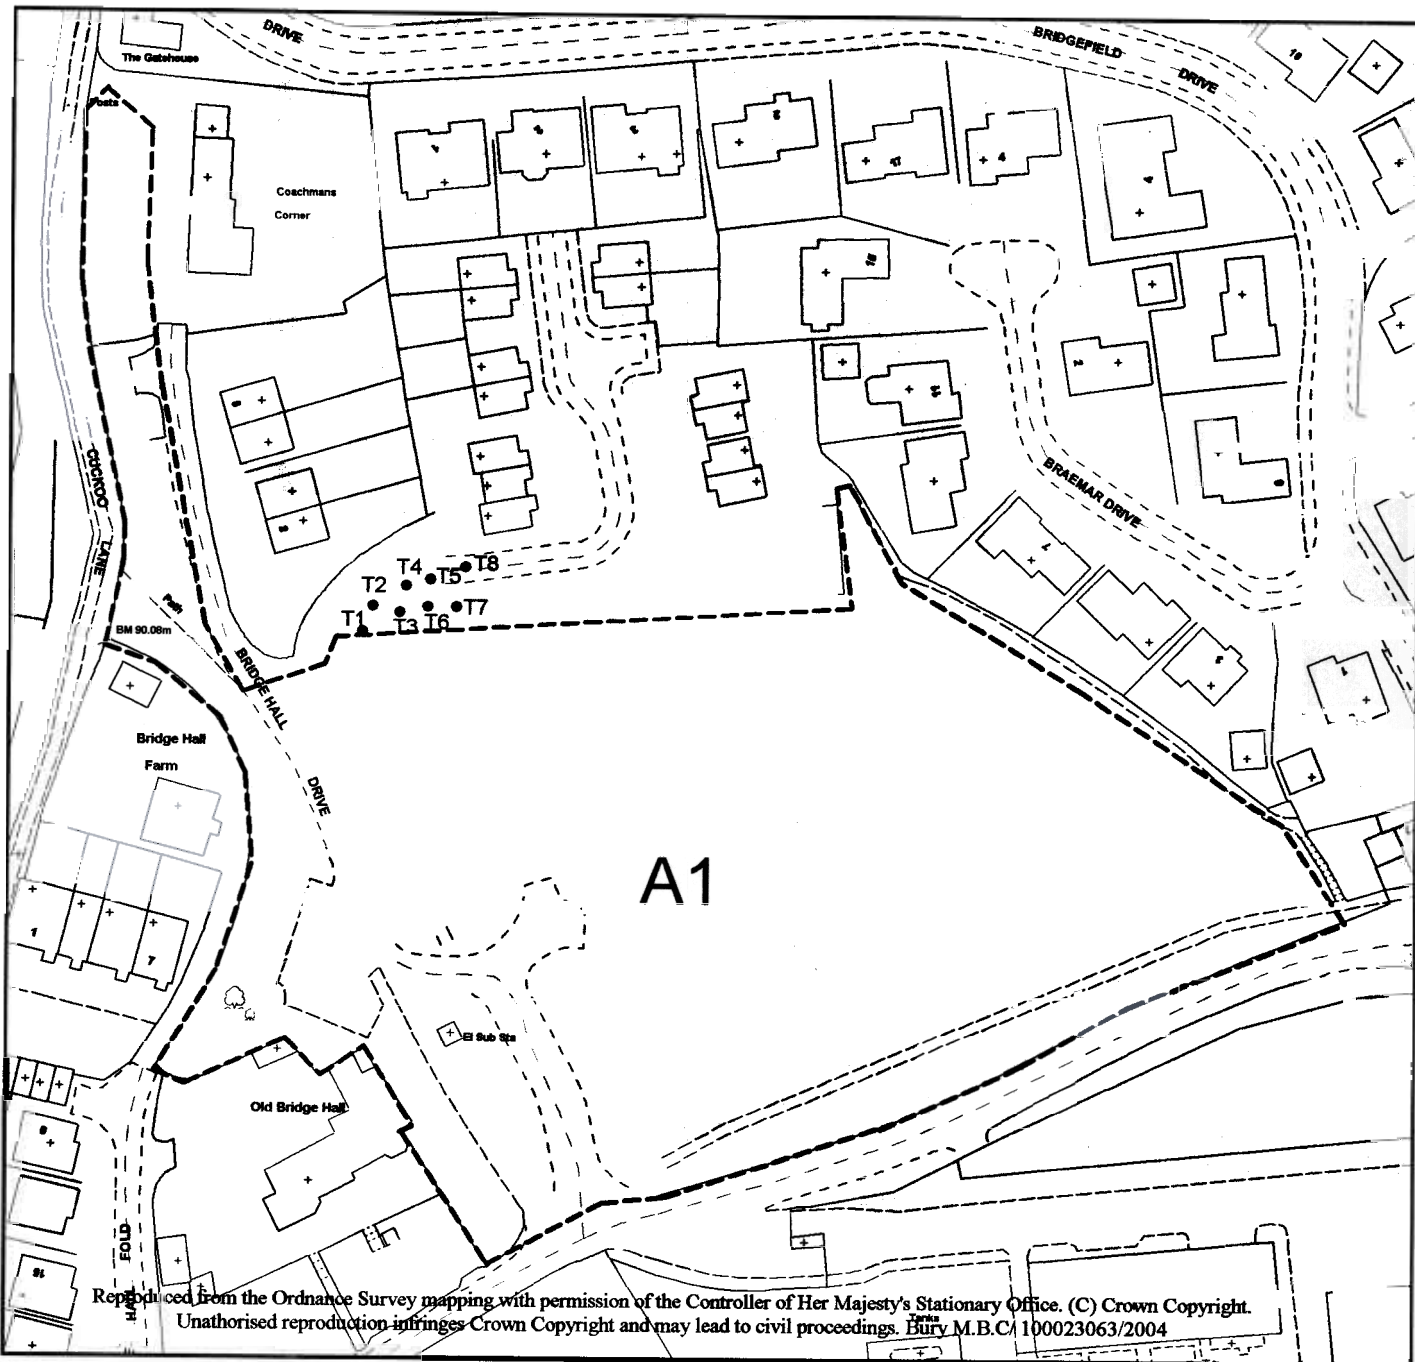 DRIVE
BRIDGEFIELD
DRIVE
The Gatehouse
Posts
Coachmans
Corner
CUCKOO
LANE
Path
BM 90.08m
BRIDGE HALL
DRIVE
T1
T2
T3
T4
T5
T6
T7
T8
BRAEMAR DRIVE
Bridge Hall
Farm
A1
El Sub Sta
Old Bridge Hall
1
7
FOLD
Tanks
Reproduced from the Ordnance Survey mapping with permission of the Controller of Her Majesty's Stationary Office. (C) Crown Copyright.
Unathorised reproduction infringes Crown Copyright and may lead to civil proceedings. Bury M.B.C/ 100023063/2004